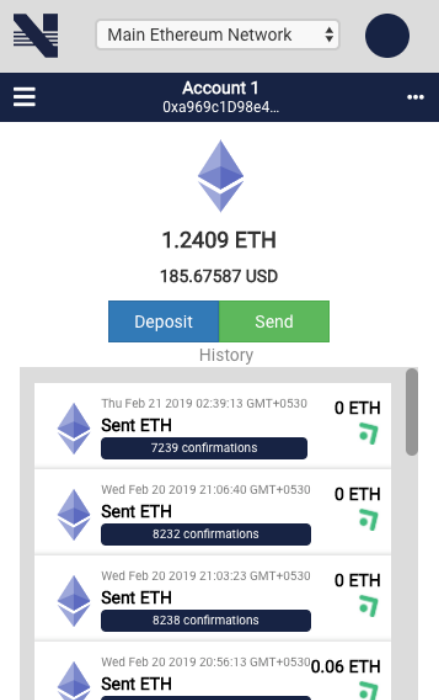 Main Ethereum Network
Account 1
0xa969c1D98e4...
1.2409 ETH
185.67587 USD
Deposit
Send
History
Thu Feb 21 2019 02:39:13 GMT+0530
0 ETH
Sent ETH
7239 confirmations
Wed Feb 20 2019 21:06:40 GMT+0530
0 ETH
Sent ETH
8232 confirmations
Wed Feb 20 2019 21:03:23 GMT+0530
0 ETH
Sent ETH
8238 confirmations
Wed Feb 20 2019 20:56:13 GMT+0530
0.06 ETH
Sent ETH